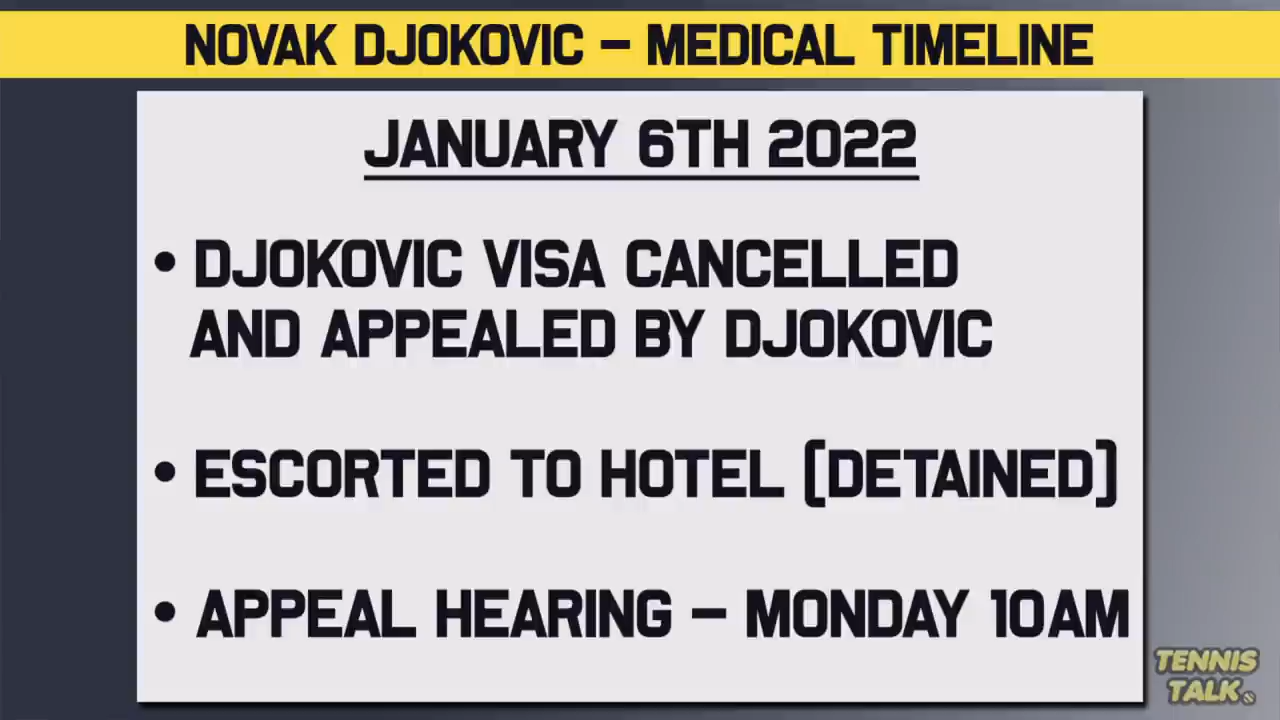 NOVAK DJOKOVIC – MEDICAL TIMELINE
JANUARY 6TH 2022
• DJOKOVIC VISA CANCELLED
AND APPEALED BY DJOKOVIC
• ESCORTED TO HOTEL [DETAINED]
• APPEAL HEARING – MONDAY 10AM
TENNIS
TALK